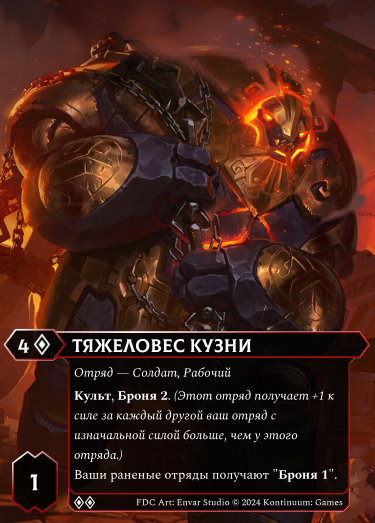 4 ТЯЖЕЛОВЕС КУЗНИ
Отряд — Солдат, Рабочий
Культ, Броня 2. (Этот отряд получает +1 к
силе за каждый другой ваш отряд с
изначальной силой больше, чем у этого
отряда.)
Ваши раненые отряды получают "Броня 1".
1
FDC Art: Envar Studio © 2024 Kontinuum: Games